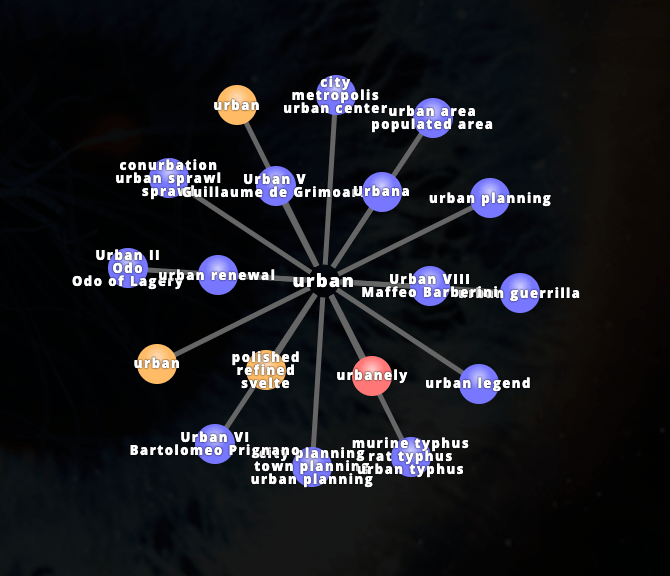 city
metropolis
urban center
urban
urban area
populated area
conurbation
urban sprawl
sprawl
Urban V
Guillaume de Grimoard
Urbana
urban planning
Urban II
Odo
Odo of Lagery
urban renewal
urban
Urban VIII
Maffeo Barberini
urban guerrilla
urban
polished
refined
svelte
urbanely
urban legend
Urban VI
Bartolomeo Prignano
city planning
town planning
urban planning
murine typhus
rat typhus
urban typhus